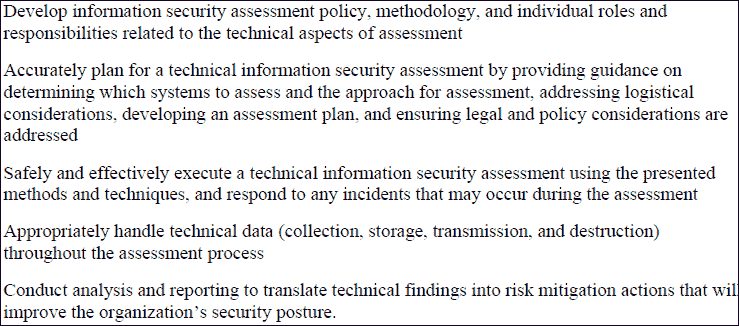 Develop information security assessment policy, methodology, and individual roles and
responsibilities related to the technical aspects of assessment
Accurately plan for a technical information security assessment by providing guidance on
determining which systems to assess and the approach for assessment, addressing logistical
considerations, developing an assessment plan, and ensuring legal and policy considerations are
addressed
Safely and effectively execute a technical information security assessment using the presented
methods and techniques, and respond to any incidents that may occur during the assessment
Appropriately handle technical data (collection, storage, transmission, and destruction)
throughout the assessment process
Conduct analysis and reporting to translate technical findings into risk mitigation actions that will
improve the organization's security posture.